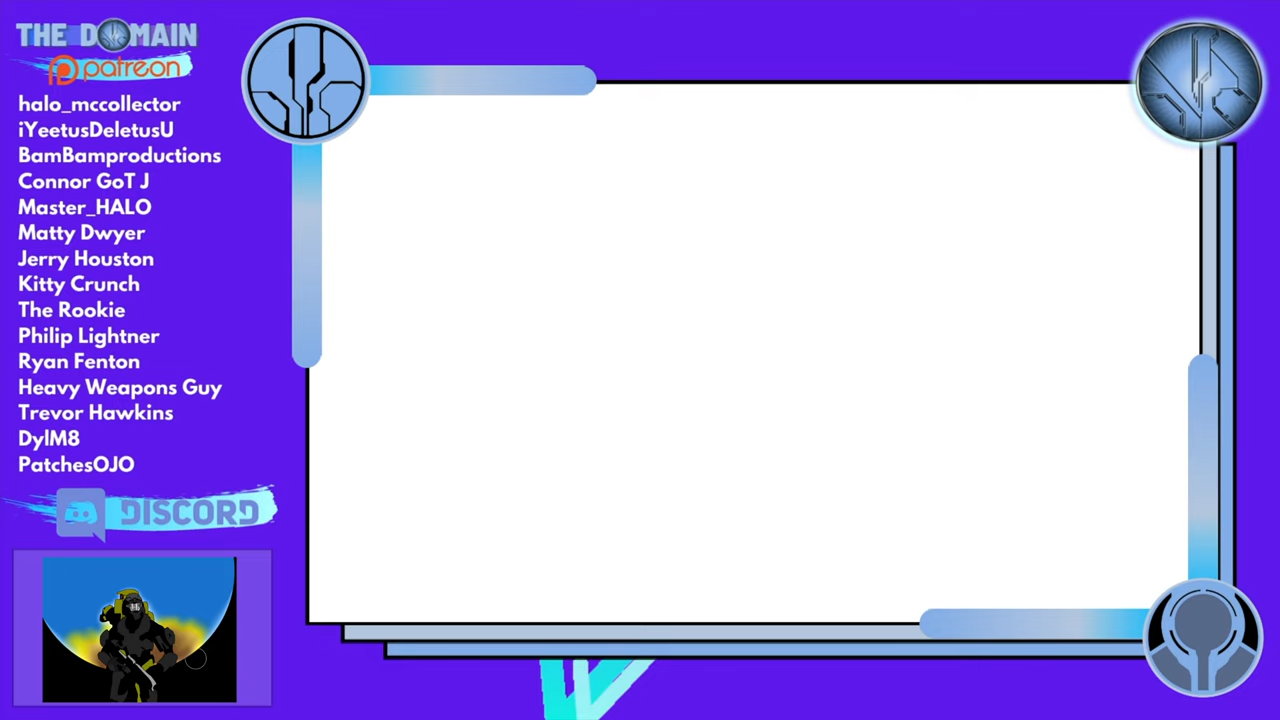 THE DOMAIN
patreon
halo_mccollector
iYeetusDeletusU
BamBamproductions
Connor GoT J
Master_HALO
Matty Dwyer
Jerry Houston
Kitty Crunch
The Rookie
Philip Lightner
Ryan Fenton
Heavy Weapons Guy
Trevor Hawkins
DylM8
PatchesOJO
DISCORD